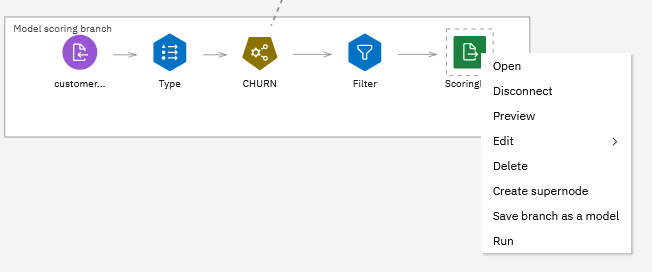 Model scoring branch
customer...
Type
CHURN
Filter
Open
Disconnect
Preview
Edit
Delete
Create supernode
Save branch as a model
Run